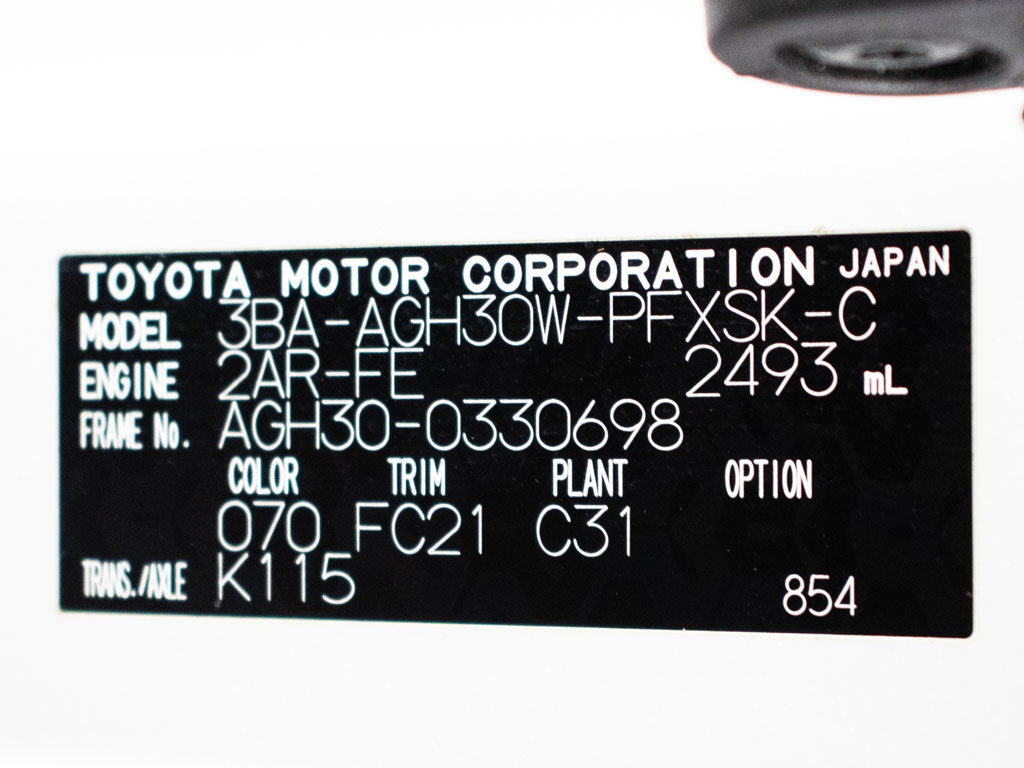 TOYOTA MOTOR CORPORATION JAPAN
MODEL 3BA-AGH30W-PFXSK-C
ENGINE 2AR-FE 2493 mL
FRAME No. AGH30-0330698
COLOR TRIM PLANT OPTION
070 FC21 C31
TRANS./AXLE K115 854